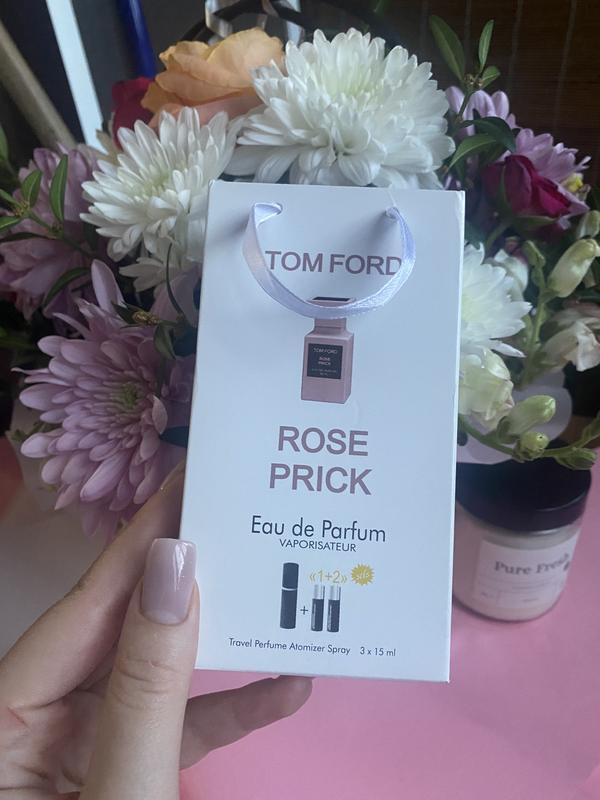 TOM FORD
TOM FORD
ROSE
PRICK
ROSE
PRICK
Eau de Parfum
VAPORISATEUR
«1+2»
+
Travel Perfume Atomizer Spray 3 x 15 ml
Pure Fresh